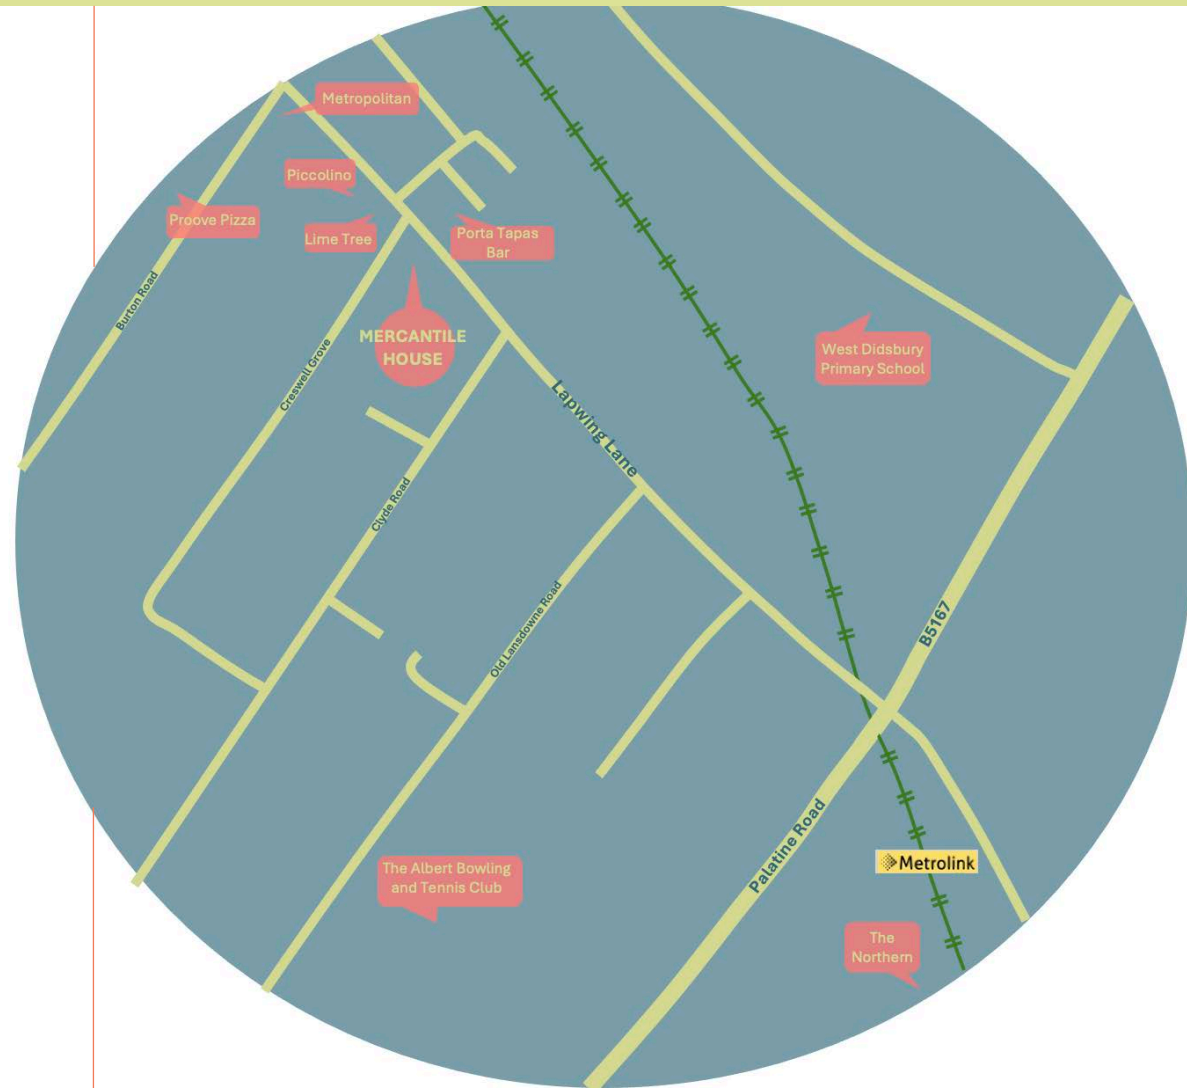 Metropolitan
Piccolino
Proove Pizza
Lime Tree
Porta Tapas
Bar
Burton Road
MERCANTILE
HOUSE
Creswell Grove
West Didsbury
Primary School
Lapwing Lane
Clyde Road
Old Lansdowne Road
B5167
Palatine Road
The Albert Bowling
and Tennis Club
Metrolink
The
Northern